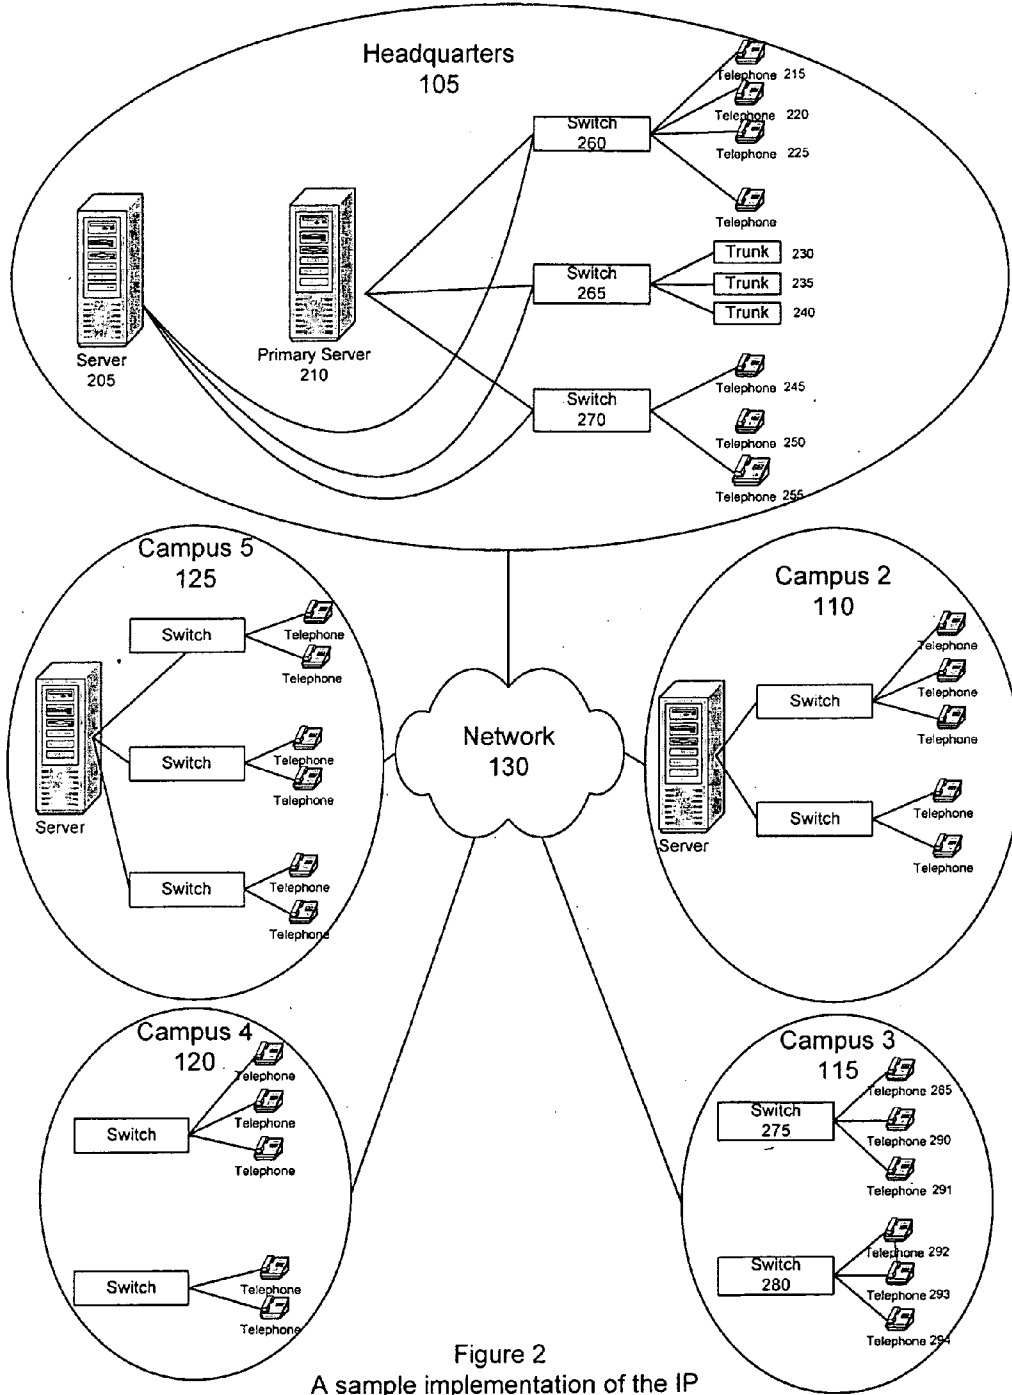 Headquarters
105
Telephone 215
Switch
260
Telephone 220
Telephone 225
Telephone
Server
205
Primary Server
210
Switch
265
Trunk 230
Trunk 235
Trunk 240
Switch
270
Telephone 245
Telephone 250
Telephone 255
Campus 5
125
Switch
Telephone
Telephone
Switch
Telephone
Telephone
Server
Switch
Telephone
Telephone
Network
130
Campus 2
110
Switch
Telephone
Telephone
Telephone
Server
Switch
Telephone
Telephone
Campus 4
120
Switch
Telephone
Telephone
Telephone
Switch
Telephone
Telephone
Campus 3
115
Switch
275
Telephone 285
Telephone 290
Telephone 291
Switch
280
Telephone 292
Telephone 293
Telephone 294
Figure 2
A sample implementation of the IP